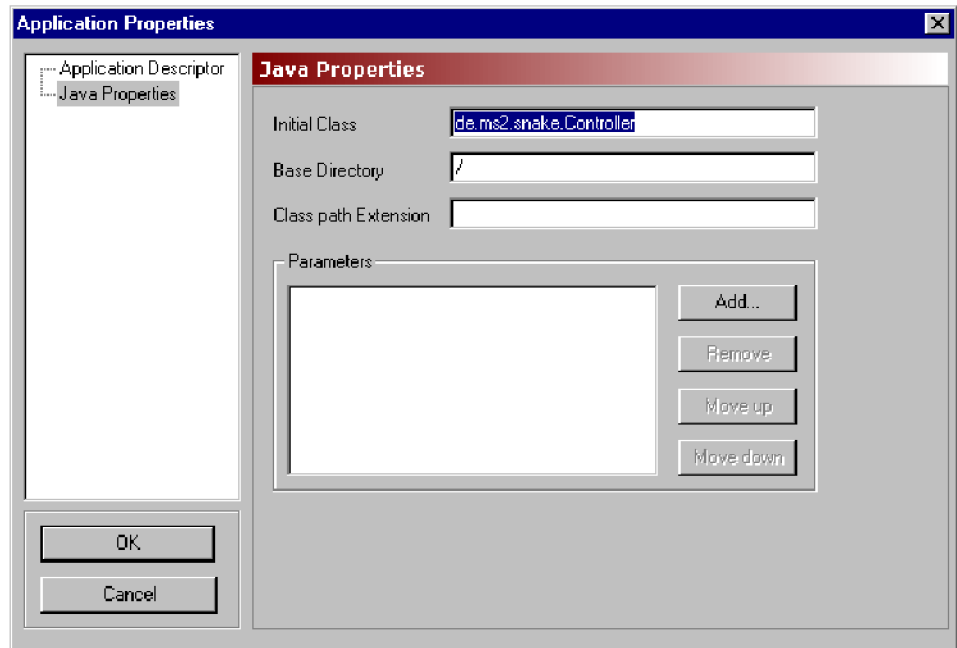 Application Properties
Application Descriptor
Java Properties
Java Properties
Initial Class
de.ms2.snake.Controller
Base Directory
/
Class path Extension
Parameters
Add...
Remove
Move up
Move down
OK
Cancel